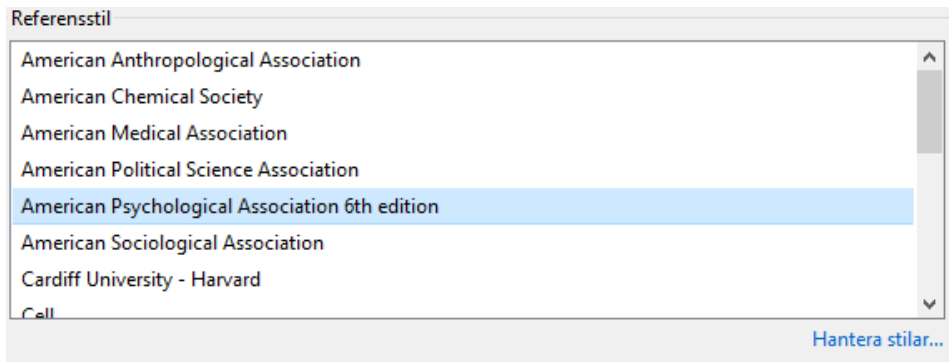 Referensstil
American Anthropological Association
American Chemical Society
American Medical Association
American Political Science Association
American Psychological Association 6th edition
American Sociological Association
Cardiff University - Harvard
Cell
Hantera stilar...